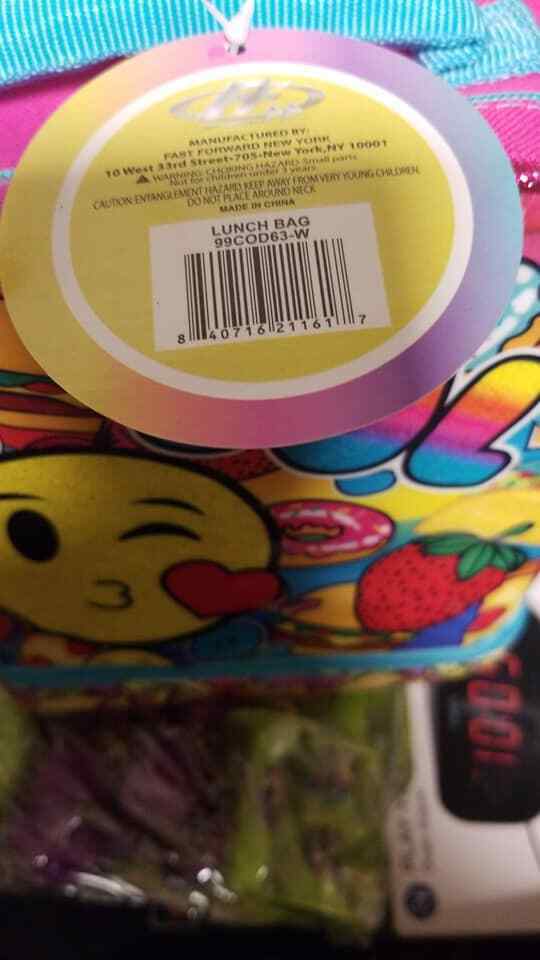 MANUFACTURED BY:
FAST FORWARD NEW YORK
10 West 33rd Street-705-New York, NY 10001
WARNING: CHOKING HAZARD-Small parts
Not for children under 3 years
CAUTION: ENTANGLEMENT HAZARD. KEEP AWAY FROM VERY YOUNG CHILDREN,
DO NOT PLACE AROUND NECK
MADE IN CHINA
LUNCH BAG
99COD63-W
8 40716 21161 7